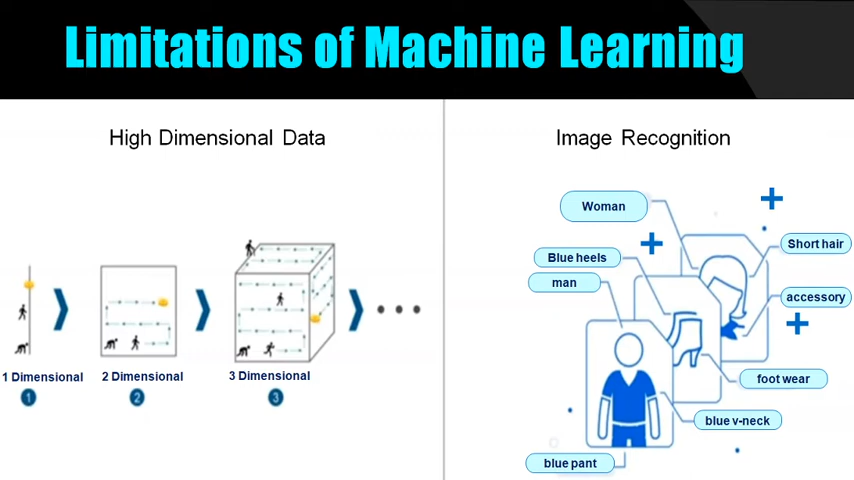 Limitations of Machine Learning
High Dimensional Data
1 Dimensional
1
2 Dimensional
2
3 Dimensional
3
Image Recognition
Woman
Short hair
Blue heels
man
accessory
foot wear
blue v-neck
blue pant